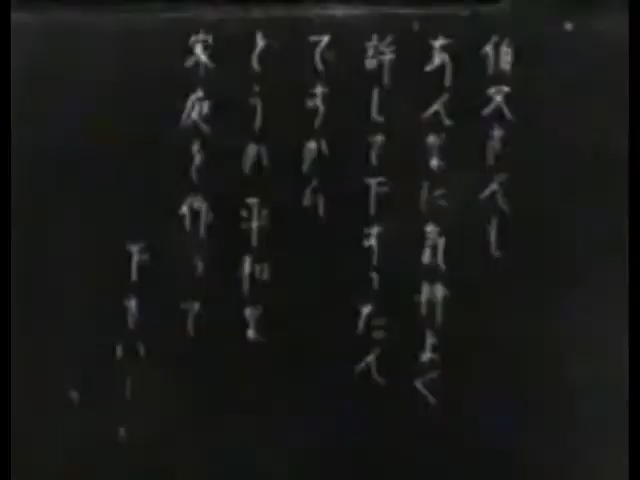 伯父さんも
あんなに気持よく
許して下すったん
ですから
どうか平和な
家庭を作って
下さい